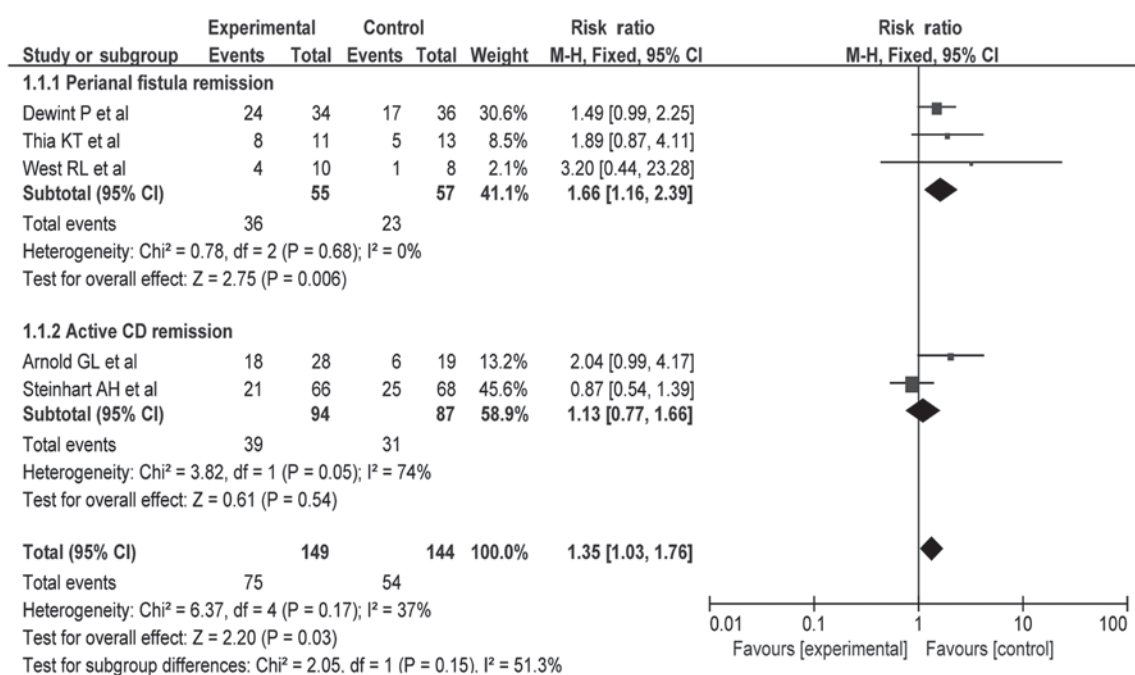 Experimental Control Risk ratio Risk ratio
Study or subgroup Events Total Events Total Weight M-H, Fixed, 95% CI M-H, Fixed, 95% CI
1.1.1 Perianal fistula remission
Dewint P et al 24 34 17 36 30.6% 1.49 [0.99, 2.25]
Thia KT et al 8 11 5 13 8.5% 1.89 [0.87, 4.11]
West RL et al 4 10 1 8 2.1% 3.20 [0.44, 23.28]
Subtotal (95% CI) 55 57 41.1% 1.66 [1.16, 2.39]
Total events 36 23
Heterogeneity: Chi² = 0.78, df = 2 (P = 0.68); I² = 0%
Test for overall effect: Z = 2.75 (P = 0.006)
1.1.2 Active CD remission
Arnold GL et al 18 28 6 19 13.2% 2.04 [0.99, 4.17]
Steinhart AH et al 21 66 25 68 45.6% 0.87 [0.54, 1.39]
Subtotal (95% CI) 94 87 58.9% 1.13 [0.77, 1.66]
Total events 39 31
Heterogeneity: Chi² = 3.82, df = 1 (P = 0.05); I² = 74%
Test for overall effect: Z = 0.61 (P = 0.54)
Total (95% CI) 149 144 100.0% 1.35 [1.03, 1.76]
Total events 75 54
Heterogeneity: Chi² = 6.37, df = 4 (P = 0.17); I² = 37%
Test for overall effect: Z = 2.20 (P = 0.03)
Test for subgroup differences: Chi² = 2.05. df = 1 (P = 0.15). I² = 51.3%
0.01 0.1 1 10 100
Favours [experimental] Favours [control]